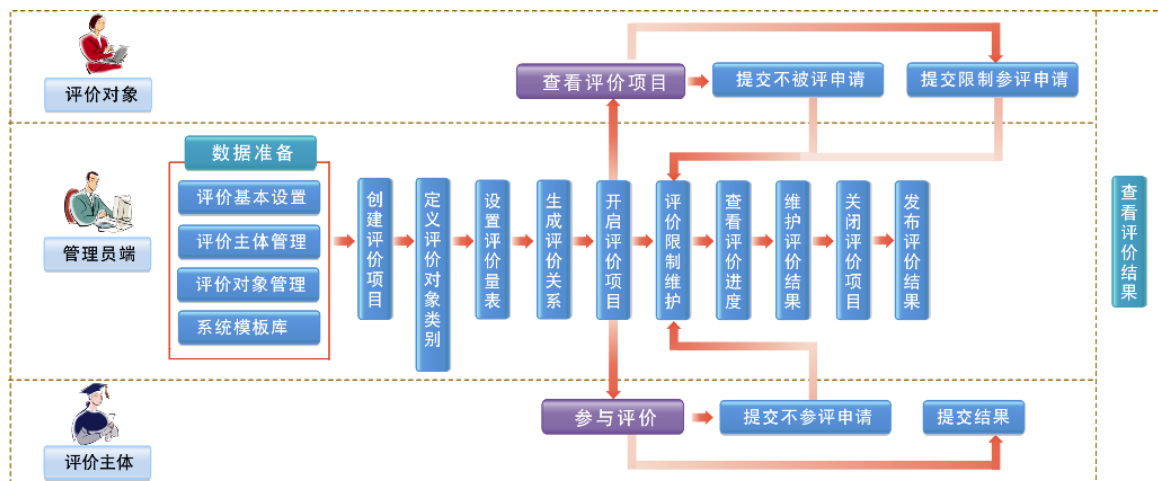 评价对象
查看评价项目
提交不被评申请
提交限制参评申请
数据准备
评价基本设置
评价主体管理
评价对象管理
系统模板库
管理员端
创建评价项目
定义评价对象类别
设置评价量表
生成评价关系
开启评价项目
评价限制维护
查看评价进度
维护评价结果
关闭评价项目
发布评价结果
查看评价结果
评价主体
参与评价
提交不参评申请
提交结果